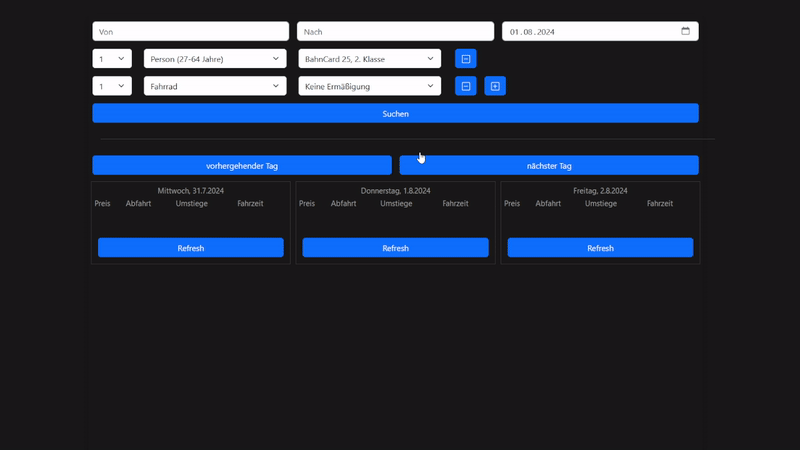 Von Nach 01.08.2024
1 Person (27-64 Jahre) BahnCard 25, 2. Klasse
1 Fahrrad Keine Ermäßigung
Suchen
vorhergehender Tag nächster Tag
Mittwoch, 31.7.2024 Donnerstag, 1.8.2024 Freitag, 2.8.2024
Preis Abfahrt Umstiege Fahrzeit Preis Abfahrt Umstiege Fahrzeit Preis Abfahrt Umstiege Fahrzeit
Refresh Refresh Refresh